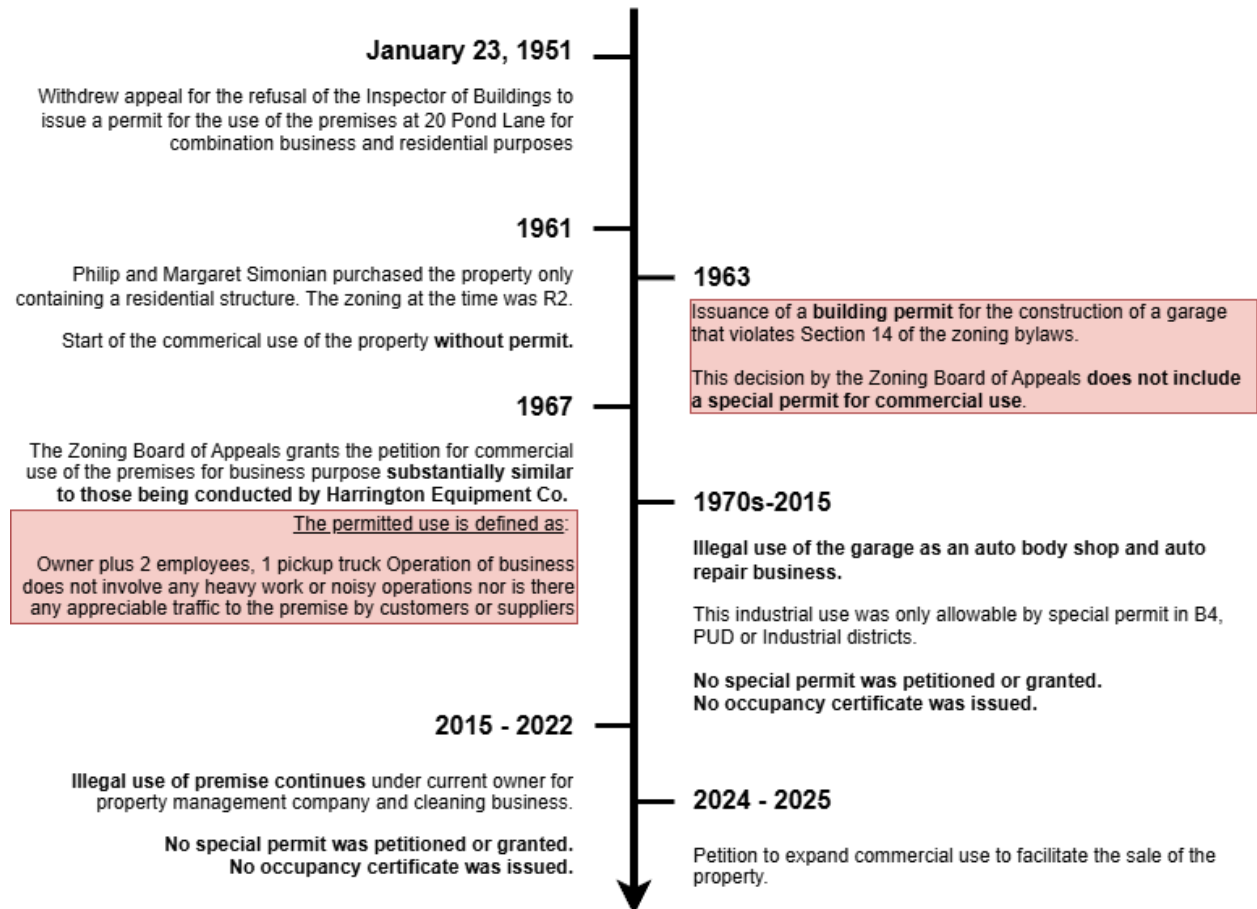 January 23, 1951
Withdrew appeal for the refusal of the Inspector of Buildings to
issue a permit for the use of the premises at 20 Pond Lane for
combination business and residential purposes
1961
Philip and Margaret Simonian purchased the property only
containing a residential structure. The zoning at the time was R2.
Start of the commerical use of the property without permit.
1963
Issuance of a building permit for the construction of a garage
that violates Section 14 of the zoning bylaws.
This decision by the Zoning Board of Appeals does not include
a special permit for commercial use.
1967
The Zoning Board of Appeals grants the petition for commercial
use of the premises for business purpose substantially similar
to those being conducted by Harrington Equipment Co.
The permitted use is defined as:
Owner plus 2 employees, 1 pickup truck Operation of business
does not involve any heavy work or noisy operations nor is there
any appreciable traffic to the premise by customers or suppliers
1970s-2015
Illegal use of the garage as an auto body shop and auto
repair business.
This industrial use was only allowable by special permit in B4,
PUD or Industrial districts.
No special permit was petitioned or granted.
No occupancy certificate was issued.
2015 - 2022
Illegal use of premise continues under current owner for
property management company and cleaning business.
No special permit was petitioned or granted.
No occupancy certificate was issued.
2024 - 2025
Petition to expand commercial use to facilitate the sale of the
property.